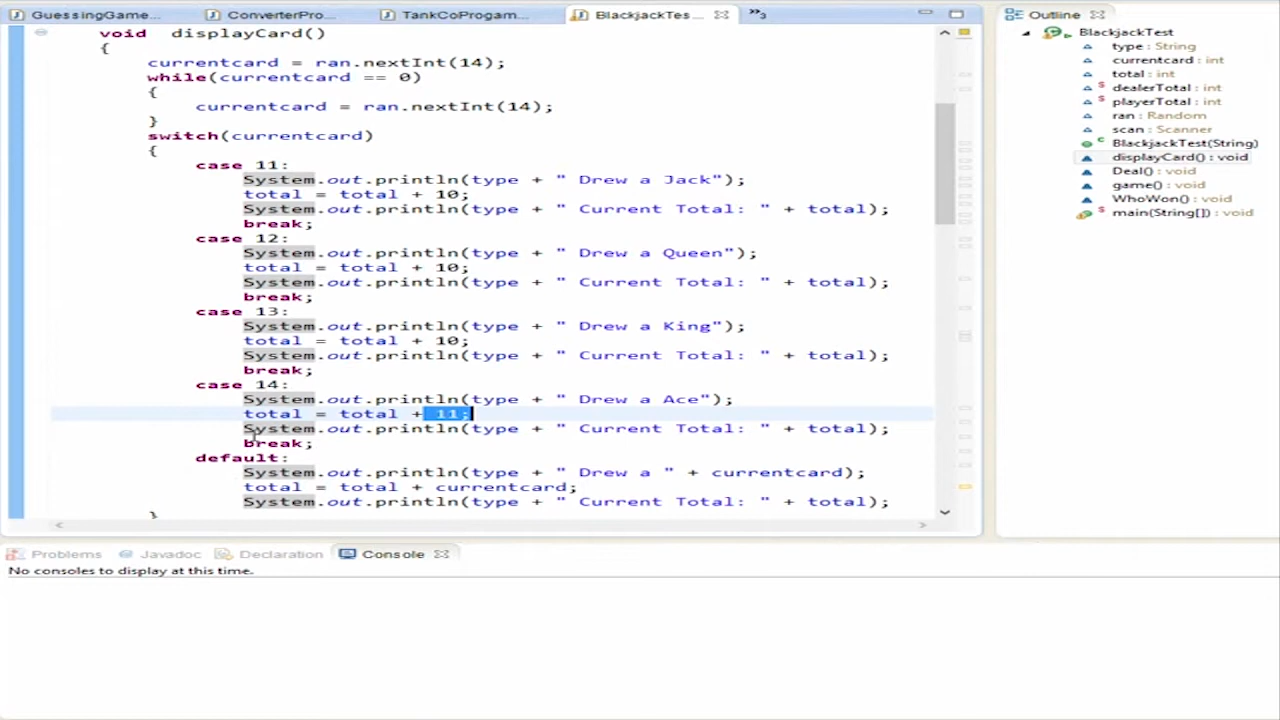 GuessingGame...
ConverterPro...
TankCoProgam...
BlackjackTes...
»3
void displayCard()
{
currentcard = ran.nextInt(14);
while(currentcard == 0)
{
currentcard = ran.nextInt(14);
}
switch(currentcard)
{
case 11:
System.out.println(type + " Drew a Jack");
total = total + 10;
System.out.println(type + " Current Total: " + total);
break;
case 12:
System.out.println(type + " Drew a Queen");
total = total + 10;
System.out.println(type + " Current Total: " + total);
break;
case 13:
System.out.println(type + " Drew a King");
total = total + 10;
System.out.println(type + " Current Total: " + total);
break;
case 14:
System.out.println(type + " Drew a Ace");
total = total + 11;
System.out.println(type + " Current Total: " + total);
break;
default:
System.out.println(type + " Drew a " + currentcard);
total = total + currentcard;
System.out.println(type + " Current Total: " + total);
}
Outline
BlackjackTest
type : String
currentcard : int
total : int
dealerTotal : int
playerTotal : int
ran : Random
scan : Scanner
BlackjackTest(String)
displayCard() : void
Deal() : void
game() : void
WhoWon() : void
main(String[]) : void
Problems
Javadoc
Declaration
Console
No consoles to display at this time.